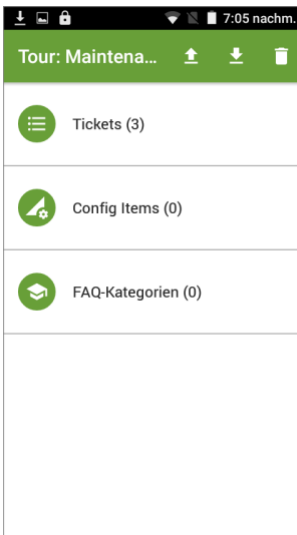 7:05 nachm.
Tour: Maintena...
Tickets (3)
Config Items (0)
FAQ-Kategorien (0)